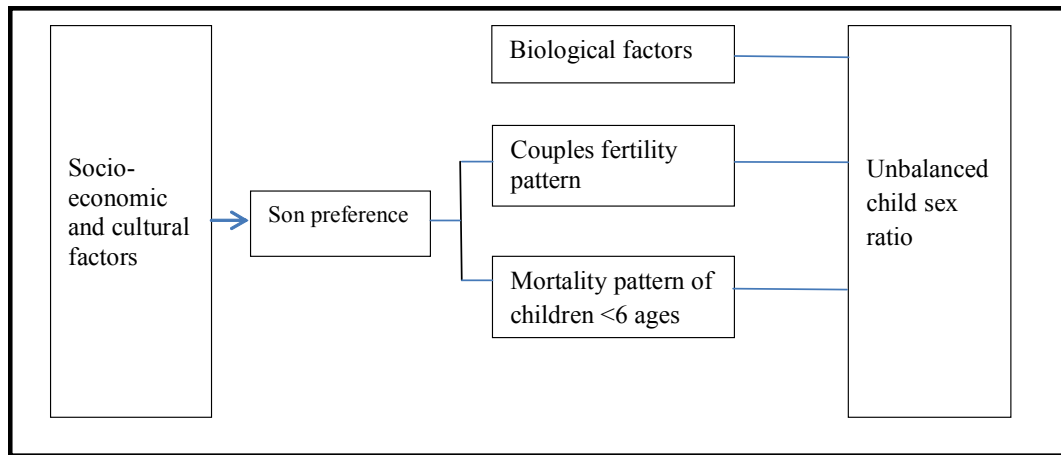 Socio-
economic
and cultural
factors
Son preference
Biological factors
Couples fertility
pattern
Mortality pattern of
children <6 ages
Unbalanced
child sex
ratio